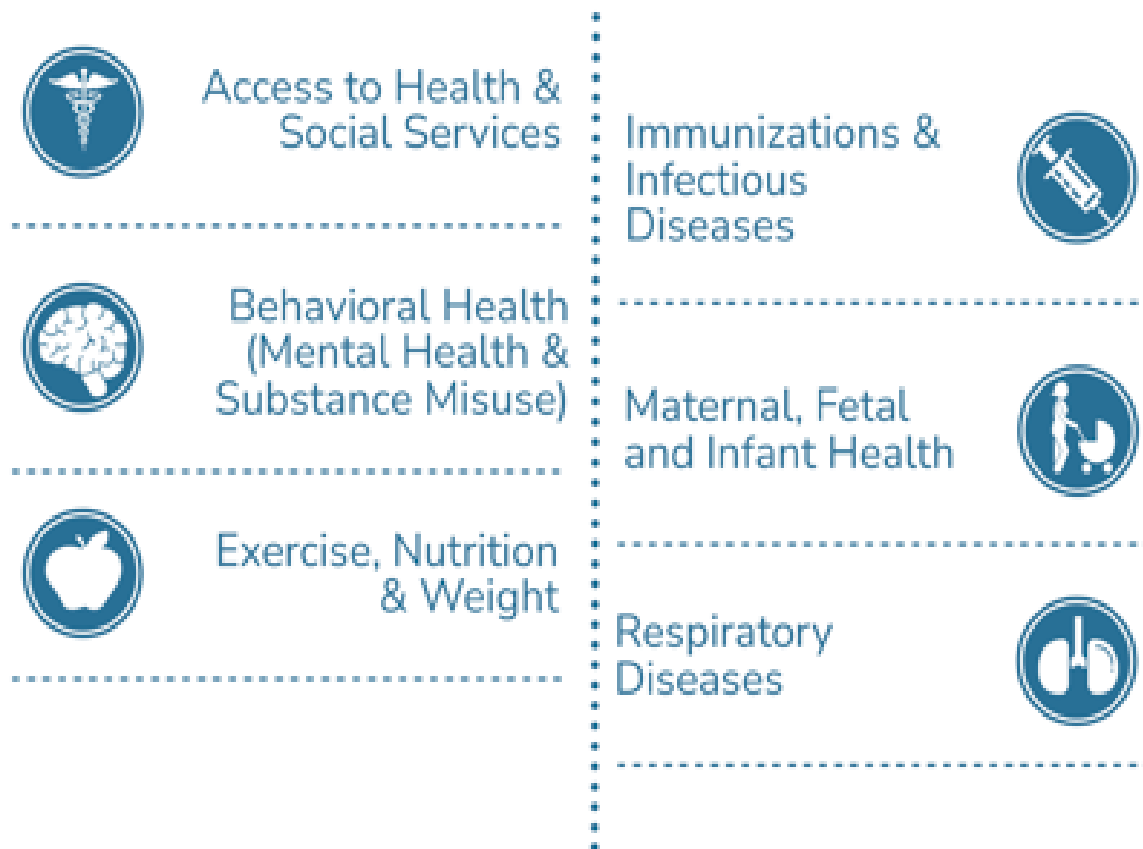 Access to Health &
Social Services
Behavioral Health
(Mental Health &
Substance Misuse)
Exercise, Nutrition
& Weight
Immunizations &
Infectious
Diseases
Maternal, Fetal
and Infant Health
Respiratory
Diseases